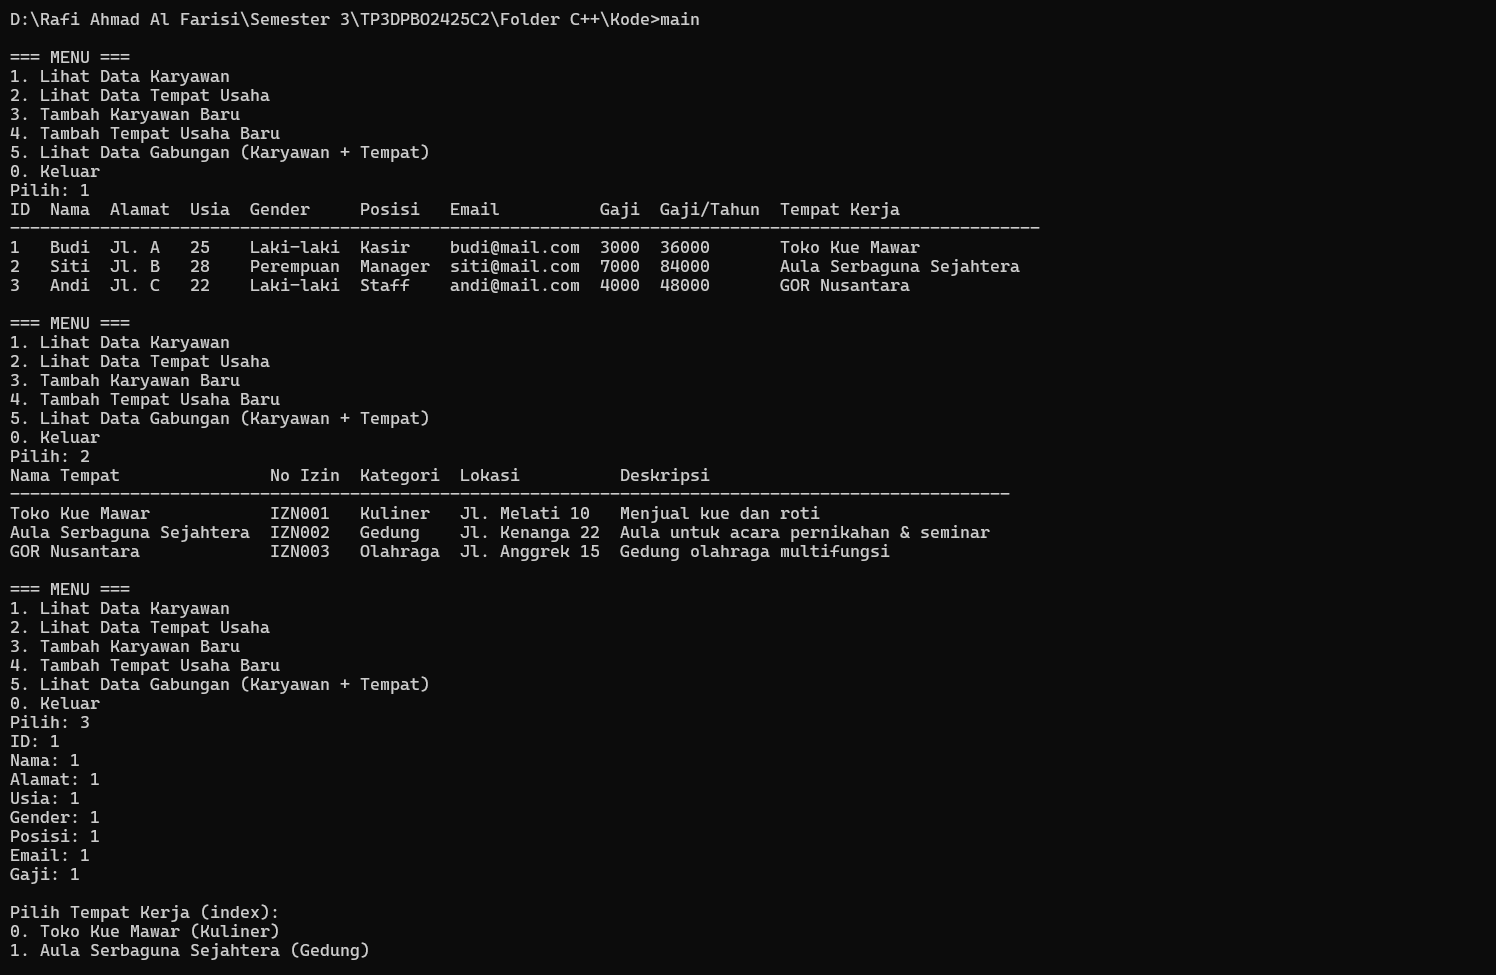 D:\Rafi Ahmad Al Farisi\Semester 3\TP3DPBO2425C2\Folder C++\Kode>main
=== MENU ===
1. Lihat Data Karyawan
2. Lihat Data Tempat Usaha
3. Tambah Karyawan Baru
4. Tambah Tempat Usaha Baru
5. Lihat Data Gabungan (Karyawan + Tempat)
0. Keluar
Pilih: 1
ID  Nama  Alamat  Usia  Gender     Posisi   Email          Gaji  Gaji/Tahun  Tempat Kerja
-------------------------------------------------------------------------------------------------------
1   Budi  Jl. A   25    Laki-laki  Kasir    budi@mail.com  3000  36000       Toko Kue Mawar
2   Siti  Jl. B   28    Perempuan  Manager  siti@mail.com  7000  84000       Aula Serbaguna Sejahtera
3   Andi  Jl. C   22    Laki-laki  Staff    andi@mail.com  4000  48000       GOR Nusantara
=== MENU ===
1. Lihat Data Karyawan
2. Lihat Data Tempat Usaha
3. Tambah Karyawan Baru
4. Tambah Tempat Usaha Baru
5. Lihat Data Gabungan (Karyawan + Tempat)
0. Keluar
Pilih: 2
Nama Tempat               No Izin  Kategori  Lokasi          Deskripsi
----------------------------------------------------------------------------------------------------
Toko Kue Mawar            IZN001   Kuliner   Jl. Melati 10   Menjual kue dan roti
Aula Serbaguna Sejahtera  IZN002   Gedung    Jl. Kenanga 22  Aula untuk acara pernikahan & seminar
GOR Nusantara             IZN003   Olahraga  Jl. Anggrek 15  Gedung olahraga multifungsi
=== MENU ===
1. Lihat Data Karyawan
2. Lihat Data Tempat Usaha
3. Tambah Karyawan Baru
4. Tambah Tempat Usaha Baru
5. Lihat Data Gabungan (Karyawan + Tempat)
0. Keluar
Pilih: 3
ID: 1
Nama: 1
Alamat: 1
Usia: 1
Gender: 1
Posisi: 1
Email: 1
Gaji: 1
Pilih Tempat Kerja (index):
0. Toko Kue Mawar (Kuliner)
1. Aula Serbaguna Sejahtera (Gedung)